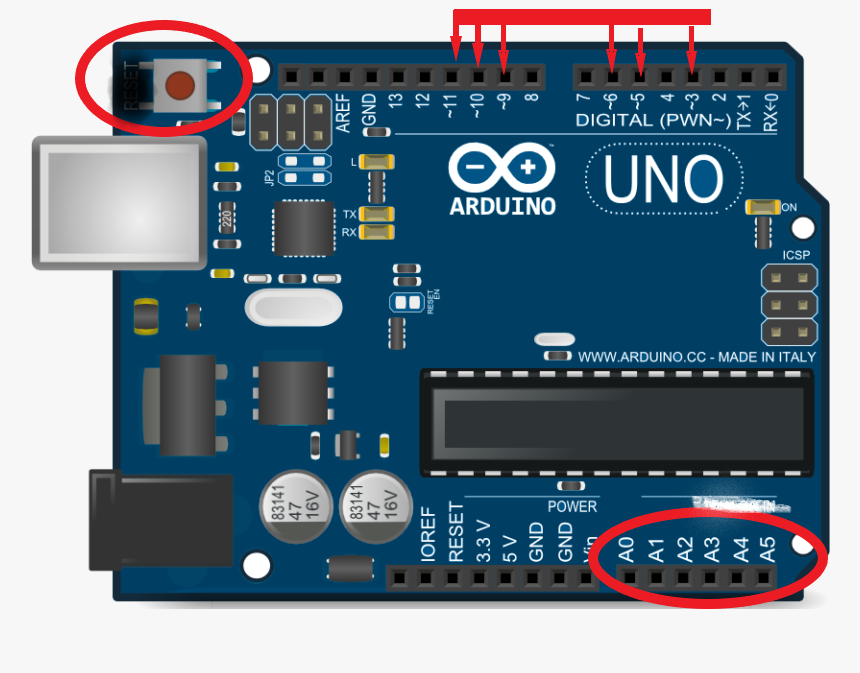 RESET
AREF
GND
13
12
~11
~10
~9
8
7
~6
~5
4
~3
2
TX→1
RX←0
DIGITAL (PWN~)
JP2
L
TX
RX
220
ARDUINO
™
UNO
ON
ICSP
RESET
EN
WWW.ARDUINO.CC - MADE IN ITALY
83141
47
16V
83141
47
16V
POWER
IOREF
RESET
3.3 V
5 V
GND
GND
Vin
A0
A1
A2
A3
A4
A5